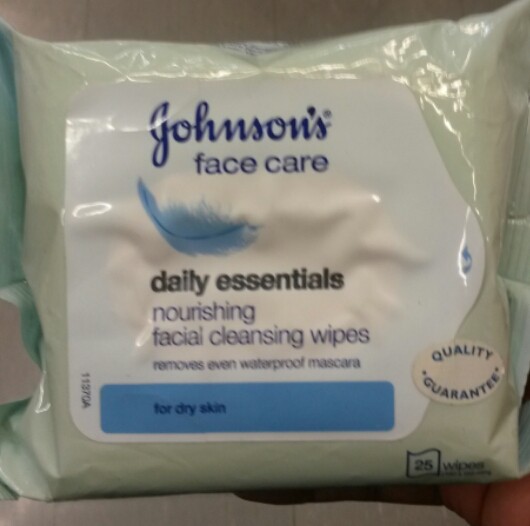 Johnson's®
face care
daily essentials
nourishing
facial cleansing wipes
removes even waterproof mascara
for dry skin
QUALITY
GUARANTEE
25 wipes